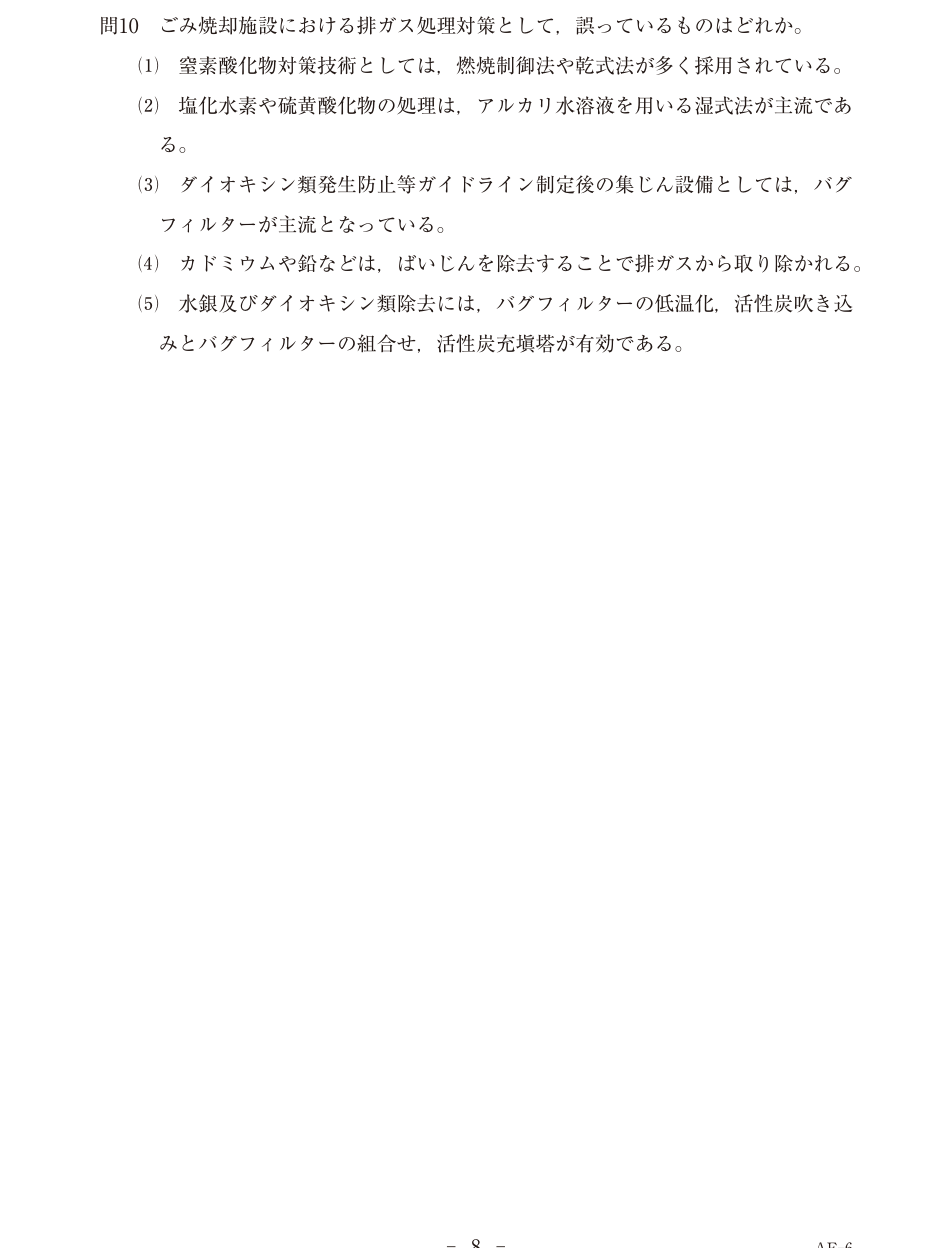 問10　ごみ焼却施設における排ガス処理対策として，誤っているものはどれか。
⑴　窒素酸化物対策技術としては，燃焼制御法や乾式法が多く採用されている。
⑵　塩化水素や硫黄酸化物の処理は，アルカリ水溶液を用いる湿式法が主流であ
る。
⑶　ダイオキシン類発生防止等ガイドライン制定後の集じん設備としては，バグ
フィルターが主流となっている。
⑷　カドミウムや鉛などは，ばいじんを除去することで排ガスから取り除かれる。
⑸　水銀及びダイオキシン類除去には，バグフィルターの低温化，活性炭吹き込
みとバグフィルターの組合せ，活性炭充塡塔が有効である。
－ 8 －